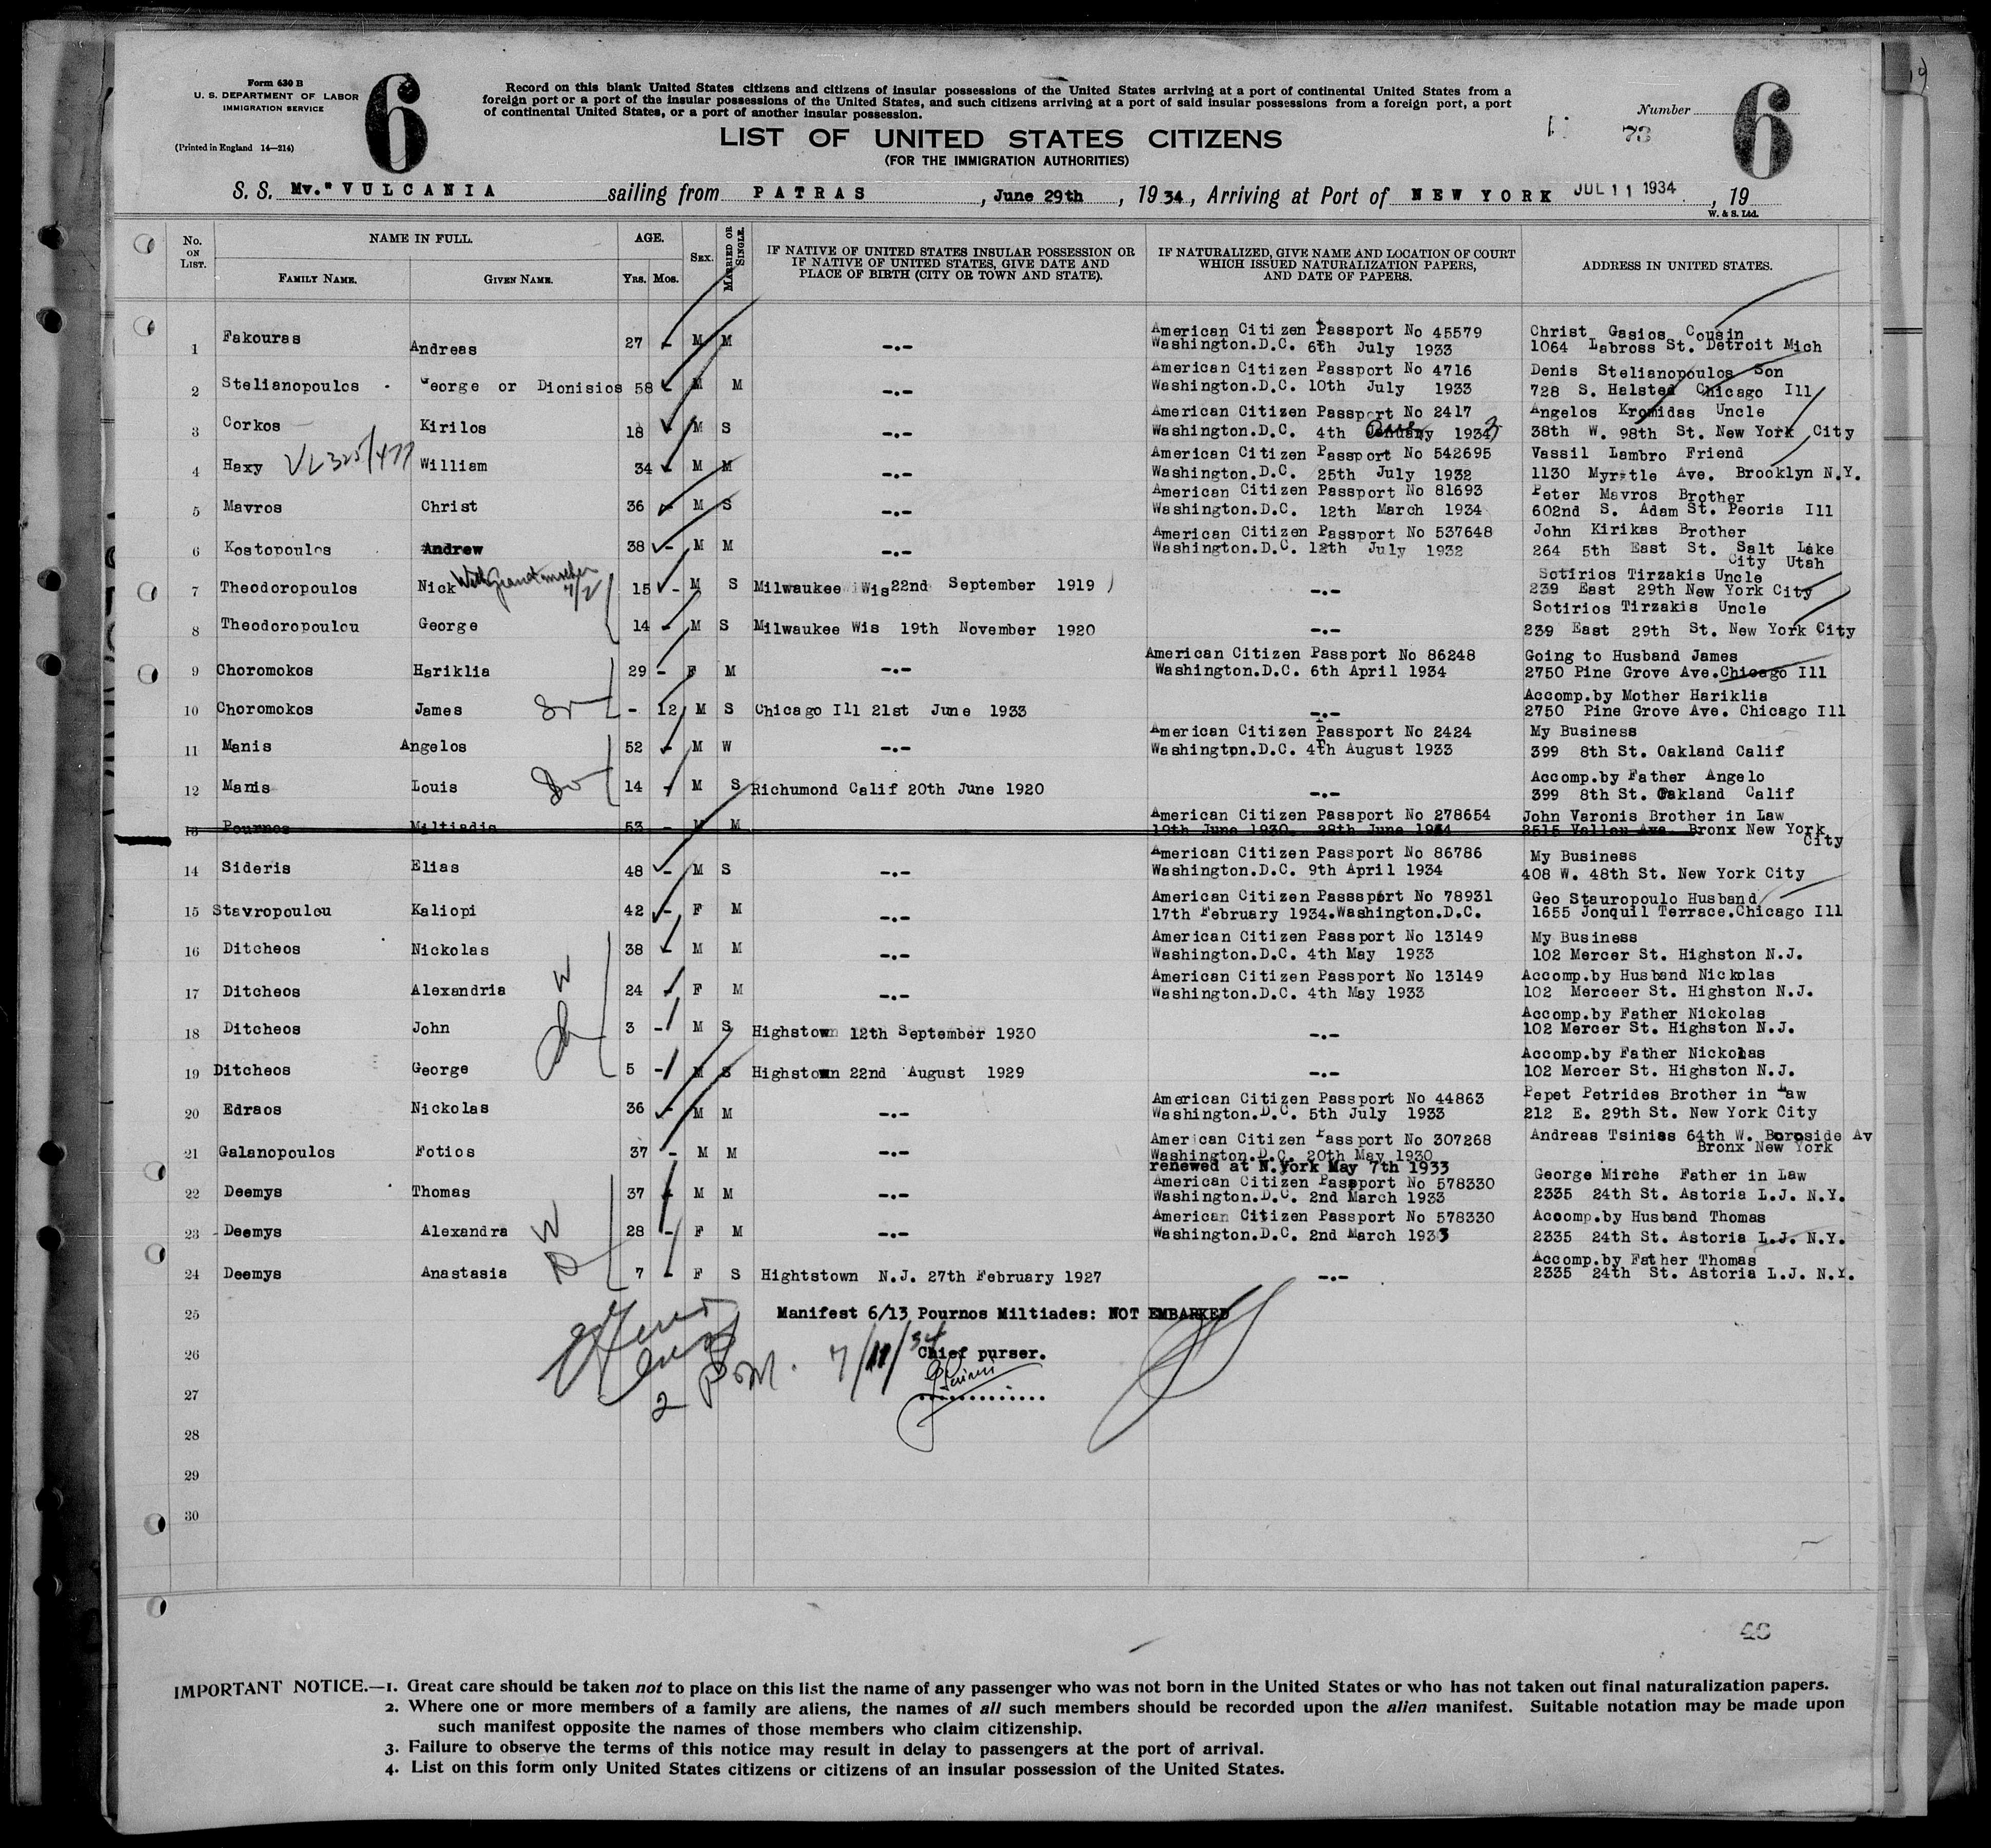 Form 630 B
U. S. DEPARTMENT OF LABOR
IMMIGRATION SERVICE
(Printed in England 14—214)
6
Record on this blank United States citizens and citizens of insular possessions of the United States arriving at a port of continental United States from a
foreign port or a port of the insular possessions of the United States, and such citizens arriving at a port of said insular possessions from a foreign port, a port
of continental United States, or a port of another insular possession.
LIST OF UNITED STATES CITIZENS
(FOR THE IMMIGRATION AUTHORITIES)
Number
73
6
S. S. Mv. "VULCANIA sailing from PATRAS, June 29th, 1934, Arriving at Port of NEW YORK JUL 11 1934, 19
W. & S. Ltd.
No. ON LIST. NAME IN FULL. FAMILY NAME. GIVEN NAME. AGE. YRS. MOS. SEX. MARRIED OR SINGLE. IF NATIVE OF UNITED STATES INSULAR POSSESSION OR IF NATIVE OF UNITED STATES, GIVE DATE AND PLACE OF BIRTH (CITY OR TOWN AND STATE). IF NATURALIZED, GIVE NAME AND LOCATION OF COURT WHICH ISSUED NATURALIZATION PAPERS, AND DATE OF PAPERS. ADDRESS IN UNITED STATES.
1 Fakouras Andreas 27 - M M -.- American Citizen Passport No 45579 Washington.D.C. 6th July 1933 Christ Gasios Cousin 1064 Labross St. Detroit Mich
2 Stelianopoulos George or Dionisios 58 - M M -.- American Citizen Passport No 4716 Washington.D.C. 10th July 1933 Denis Stelianopoulos Son 728 S. Halsted Chicago Ill
3 Corkos Kirilos 18 - M S -.- American Citizen Passport No 2417 Washington.D.C. 4th January 1933 Angelos Kromidas Uncle 38th W. 98th St. New York City
4 Haxy VL 325/477 William 34 - M M -.- American Citizen Passport No 542695 Washington.D.C. 25th July 1932 Vassil Lambro Friend 1130 Myrstle Ave. Brooklyn N.Y.
5 Mavros Christ 36 - M S -.- American Citizen Passport No 81693 Washington.D.C. 12th March 1934 Peter Mavros Brother 602nd S. Adam St. Peoria Ill
6 Kostopoulos Andrew 38 - M M -.- American Citizen Passport No 537648 Washington.D.C. 12th July 1932 John Kirikas Brother 264 5th East St. Salt Lake City Utah
7 Theodoropoulos Nick With Grandmother 7/2 15 - M S Milwaukee Wis 22nd September 1919 -.- Sotirios Tirzakis Uncle 239 East 29th New York City
8 Theodoropoulou George 14 - M S Milwaukee Wis 19th November 1920 -.- Sotirios Tirzakis Uncle 239 East 29th St. New York City
9 Choromokos Hariklia 29 - F M -.- American Citizen Passport No 86248 Washington.D.C. 6th April 1934 Going to Husband James 2750 Pine Grove Ave.Chicago Ill
10 Choromokos James - 12 M S Chicago Ill 21st June 1933 -.- Accomp.by Mother Hariklia 2750 Pine Grove Ave. Chicago Ill
11 Manis Angelos 52 - M W -.- American Citizen Passport No 2424 Washington.D.C. 4th August 1933 My Business 399 8th St. Oakland Calif
12 Manis Louis 14 - M S Richumond Calif 20th June 1920 -.- Accomp.by Father Angelo 399 8th St. Oakland Calif
13 Pournos Miltiadis 53 - M M American Citizen Passport No 278654 19th June 1930 28th June 1934 John Varonis Brother in Law 2515 Vallen Ave. Bronx New York City
14 Sideris Elias 48 - M S -.- American Citizen Passport No 86786 Washington.D.C. 9th April 1934 My Business 408 W. 48th St. New York City
15 Stavropoulou Kaliopi 42 - F M -.- American Citizen Passsport No 78931 17th February 1934.Washington.D.C. Geo Stauropoulo Husband 1655 Jonquil Terrace.Chicago Ill
16 Ditcheos Nickolas 38 - M M -.- American Citizen Passport No 13149 Washington.D.C. 4th May 1933 My Business 102 Mercer St. Highston N.J.
17 Ditcheos Alexandria W 24 - F M -.- American Citizen Passport No 13149 Washington.D.C. 4th May 1933 Accomp.by Husband Nickolas 102 Merceer St. Highston N.J.
18 Ditcheos John 3 - M S Highstown 12th September 1930 -.- Accomp.by Father Nickolas 102 Mercer St. Highston N.J.
19 Ditcheos George 5 - M S Highstown 22nd August 1929 -.- Accomp.by Father Nickolas 102 Mercer St. Highston N.J.
20 Edraos Nickolas 36 - M M -.- American Citizen Passport No 44863 Washington.D.C. 5th July 1933 Pepet Petrides Brother in Law 212 E. 29th St. New York City
21 Galanopoulos Fotios 37 - M M American Citizen Passport No 307268 Washington.D.C. 20th May 1930 renewed at N.York May 7th 1933 Andreas Tsinias 64th W. Boroside Av Bronx New York
22 Deemys Thomas 37 - M M -.- American Citizen Passport No 578330 Washington.D.C. 2nd March 1933 George Mirche Father in Law 2335 24th St. Astoria L.J. N.Y.
23 Deemys Alexandra W 28 - F M -.- American Citizen Passport No 578330 Washington.D.C. 2nd March 1933 Accomp.by Husband Thomas 2335 24th St. Astoria L.J. N.Y.
24 Deemys Anastasia D 7 - F S Hightstown N.J. 27th February 1927 -.- Accomp.by Father Thomas 2335 24th St. Astoria L.J. N.Y.
25 Manifest 6/13 Pournos Miltiades: NOT EMBARKED
26 7/11/34 Chief purser.
27
28
29
30
IMPORTANT NOTICE.—1. Great care should be taken not to place on this list the name of any passenger who was not born in the United States or who has not taken out final naturalization papers.
2. Where one or more members of a family are aliens, the names of all such members should be recorded upon the alien manifest. Suitable notation may be made upon
such manifest opposite the names of those members who claim citizenship.
3. Failure to observe the terms of this notice may result in delay to passengers at the port of arrival.
4. List on this form only United States citizens or citizens of an insular possession of the United States.